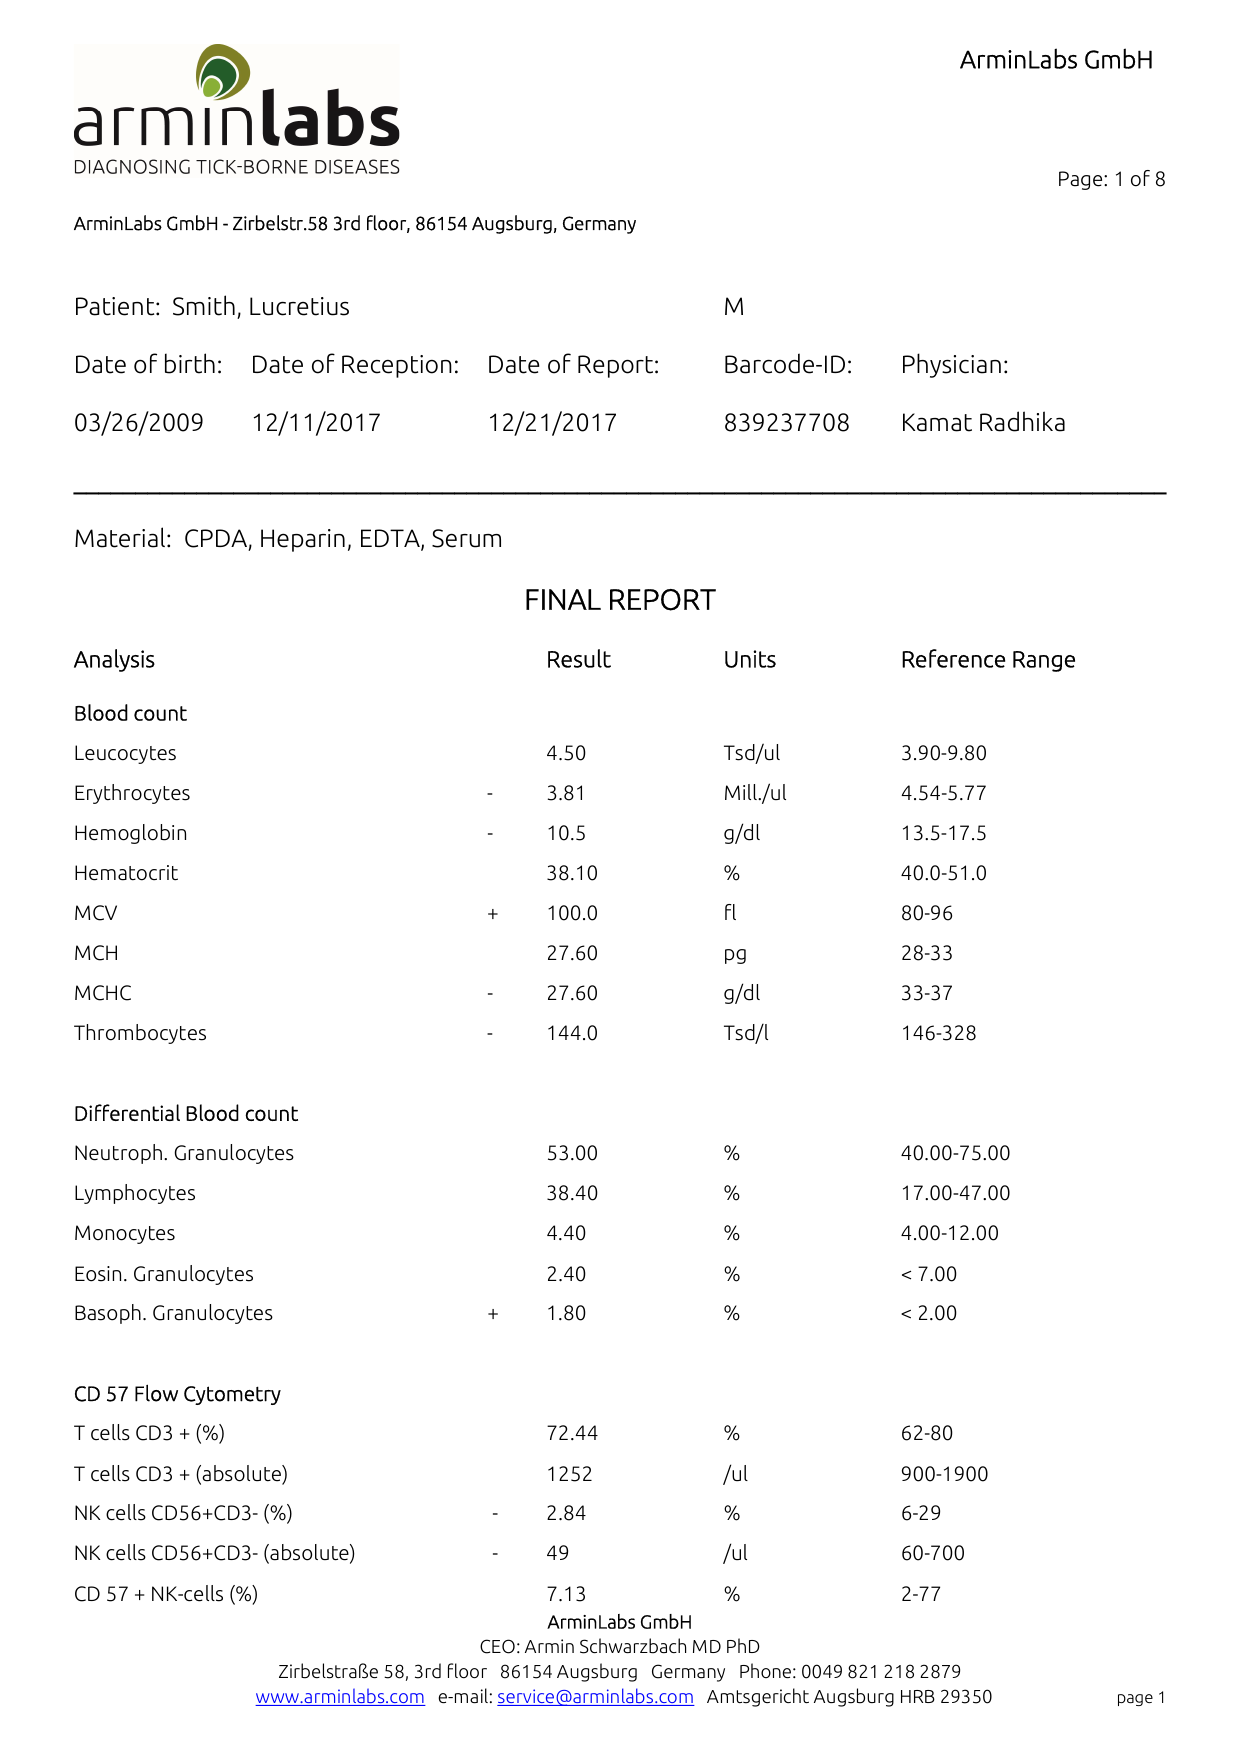 ArminLabs GmbH
arminlabs
DIAGNOSING TICK-BORNE DISEASES
Page: 1 of 8
ArminLabs GmbH - Zirbelstr.58 3rd floor, 86154 Augsburg, Germany
Patient: Smith, Lucretius M
Date of birth: Date of Reception: Date of Report: Barcode-ID: Physician:
03/26/2009 12/11/2017 12/21/2017 839237708 Kamat Radhika
Material: CPDA, Heparin, EDTA, Serum
FINAL REPORT
Analysis Result Units Reference Range
Blood count
Leucocytes 4.50 Tsd/ul 3.90-9.80
Erythrocytes - 3.81 Mill./ul 4.54-5.77
Hemoglobin - 10.5 g/dl 13.5-17.5
Hematocrit 38.10 % 40.0-51.0
MCV + 100.0 fl 80-96
MCH 27.60 pg 28-33
MCHC - 27.60 g/dl 33-37
Thrombocytes - 144.0 Tsd/l 146-328
Differential Blood count
Neutroph. Granulocytes 53.00 % 40.00-75.00
Lymphocytes 38.40 % 17.00-47.00
Monocytes 4.40 % 4.00-12.00
Eosin. Granulocytes 2.40 % < 7.00
Basoph. Granulocytes + 1.80 % < 2.00
CD 57 Flow Cytometry
T cells CD3 + (%) 72.44 % 62-80
T cells CD3 + (absolute) 1252 /ul 900-1900
NK cells CD56+CD3- (%) - 2.84 % 6-29
NK cells CD56+CD3- (absolute) - 49 /ul 60-700
CD 57 + NK-cells (%) 7.13 % 2-77
ArminLabs GmbH
CEO: Armin Schwarzbach MD PhD
Zirbelstraße 58, 3rd floor 86154 Augsburg Germany Phone: 0049 821 218 2879
www.arminlabs.com e-mail: service@arminlabs.com Amtsgericht Augsburg HRB 29350 page 1